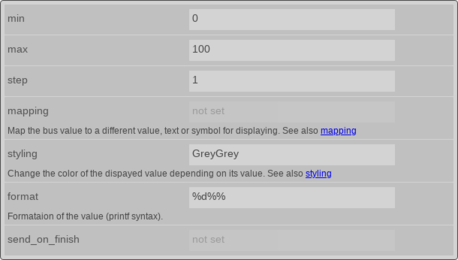 min 0
max 100
step 1
mapping not set
Map the bus value to a different value, text or symbol for displaying. See also mapping
styling GreyGrey
Change the color of the dispayed value depending on its value. See also styling
format %d%%
Formataion of the value (printf syntax).
send_on_finish not set